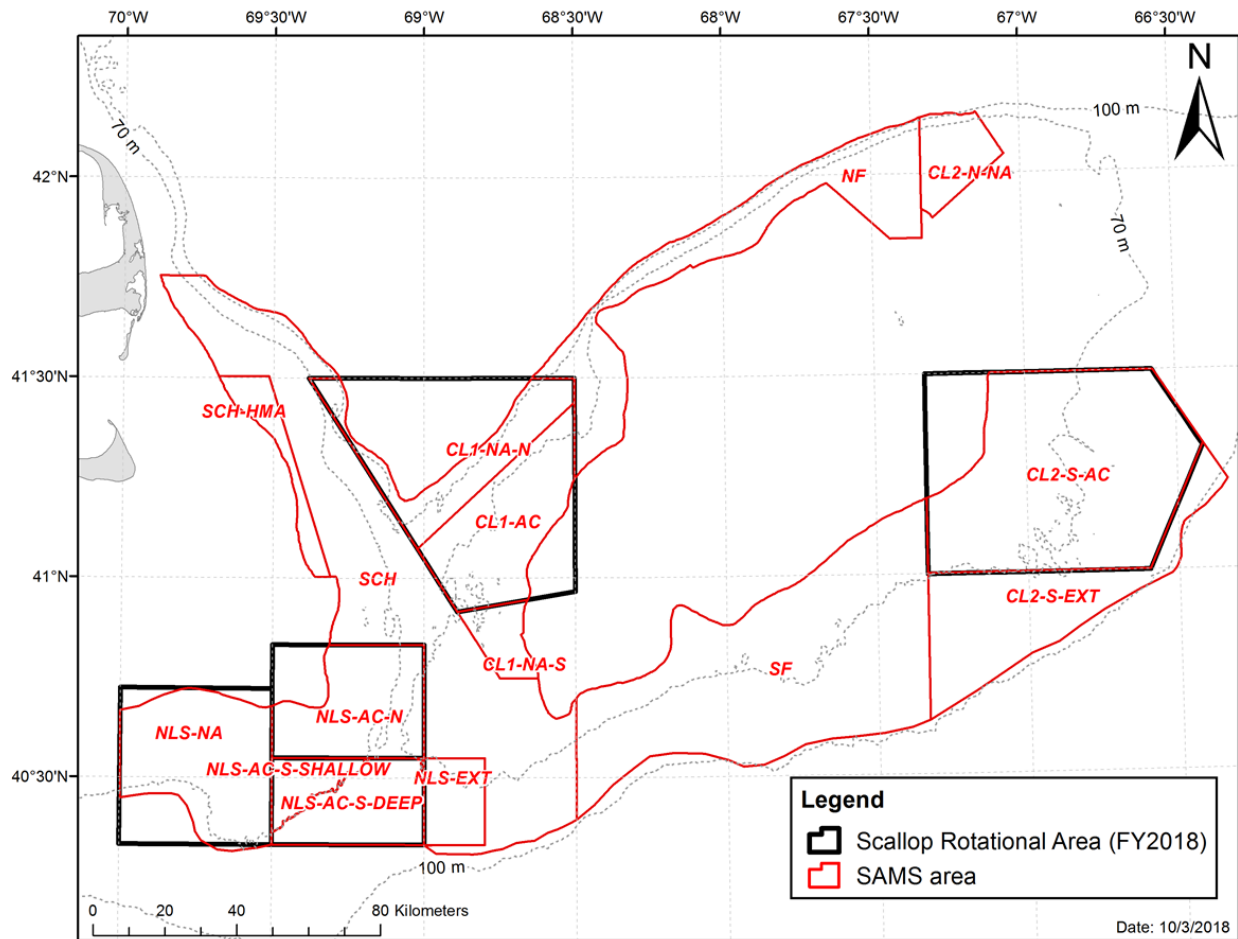 70°W 69°30'W 69°W 68°30'W 68°W 67°30'W 67°W 66°30'W
N
100 m
70 m
42°N
NF
CL2-N-NA
70 m
41°30'N
SCH-HMA
CL1-NA-N
CL2-S-AC
CL1-AC
41°N
SCH
CL2-S-EXT
CL1-NA-S
SF
NLS-AC-N
NLS-NA
40°30'N
NLS-AC-S-SHALLOW
NLS-EXT
NLS-AC-S-DEEP
Legend
Scallop Rotational Area (FY2018)
SAMS area
100 m
0 20 40 80 Kilometers
Date: 10/3/2018